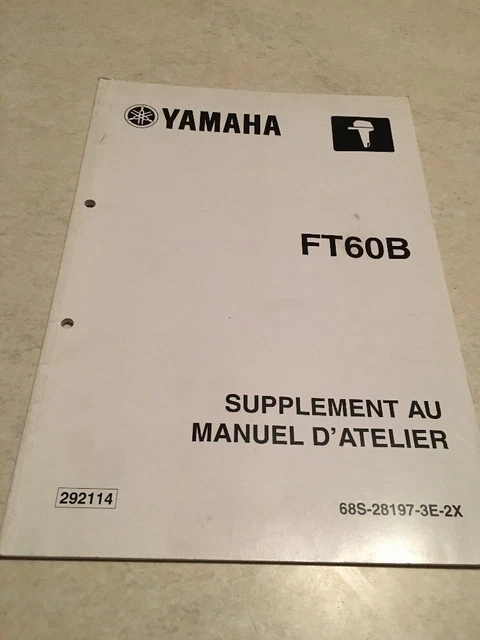 YAMAHA
FT60B
SUPPLEMENT AU
MANUEL D'ATELIER
292114
68S-28197-3E-2X